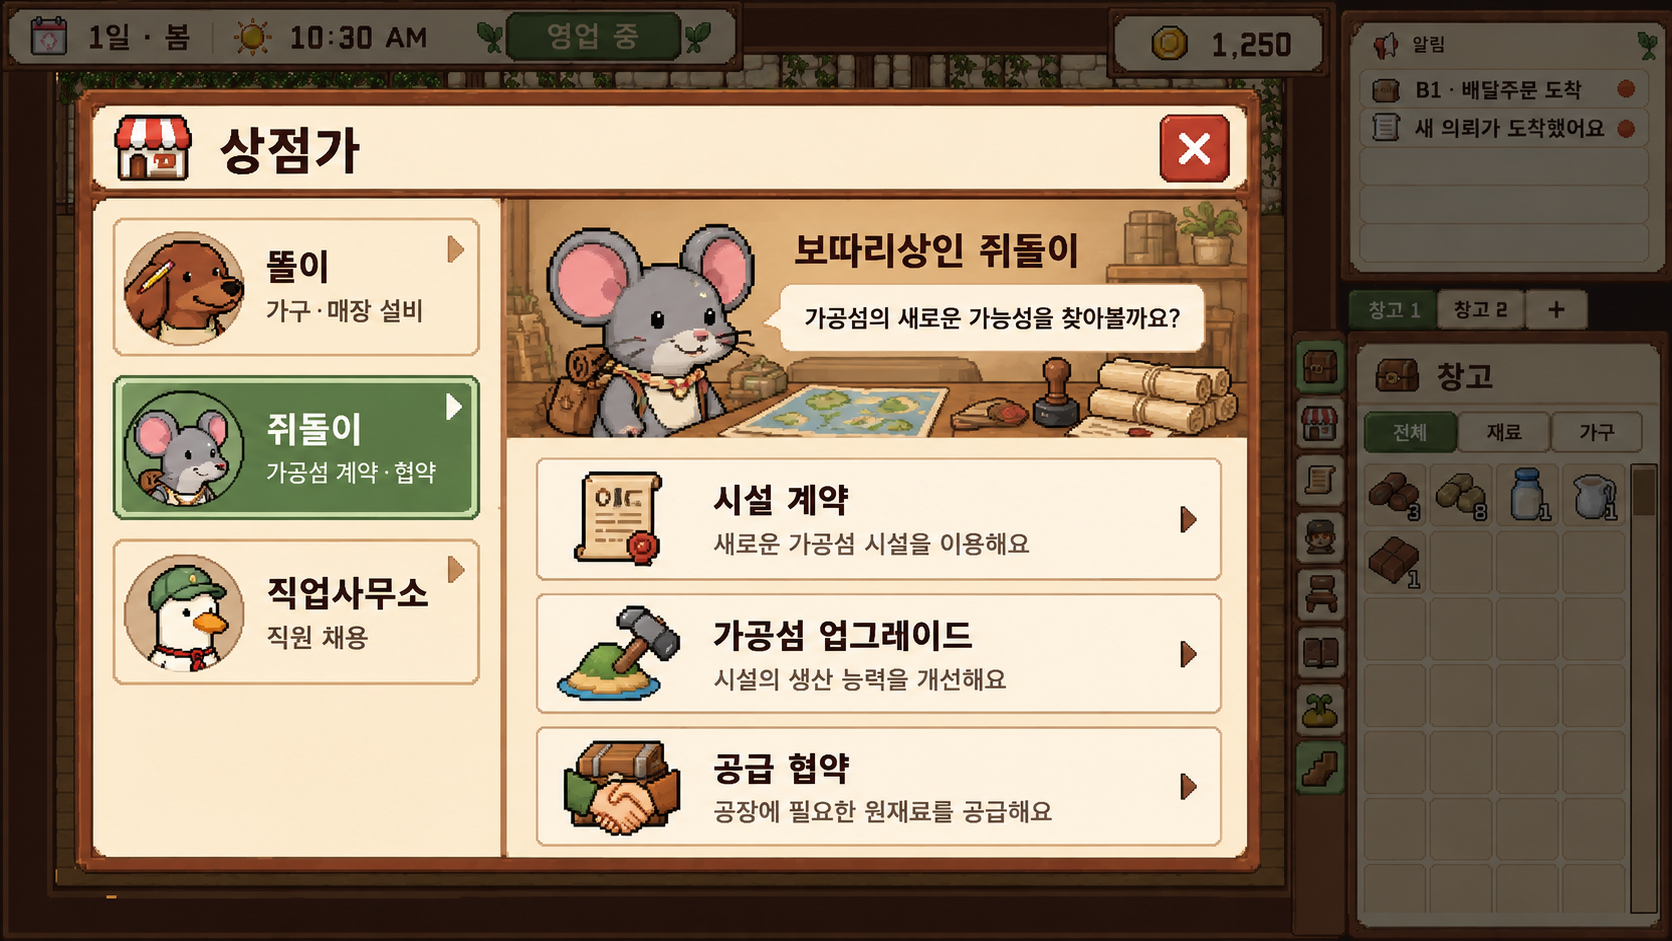 1일 · 봄
10:30 AM
영업 중
1,250
알림
B1 · 배달주문 도착
새 의뢰가 도착했어요
상점가
똘이
가구 · 매장 설비
쥐돌이
가공섬 계약 · 협약
직업사무소
직원 채용
보따리상인 쥐돌이
가공섬의 새로운 가능성을 찾아볼까요?
시설 계약
새로운 가공섬 시설을 이용해요
가공섬 업그레이드
시설의 생산 능력을 개선해요
공급 협약
공장에 필요한 원재료를 공급해요
창고 1
창고 2
+
창고
전체
재료
가구
3
8
1
1
1